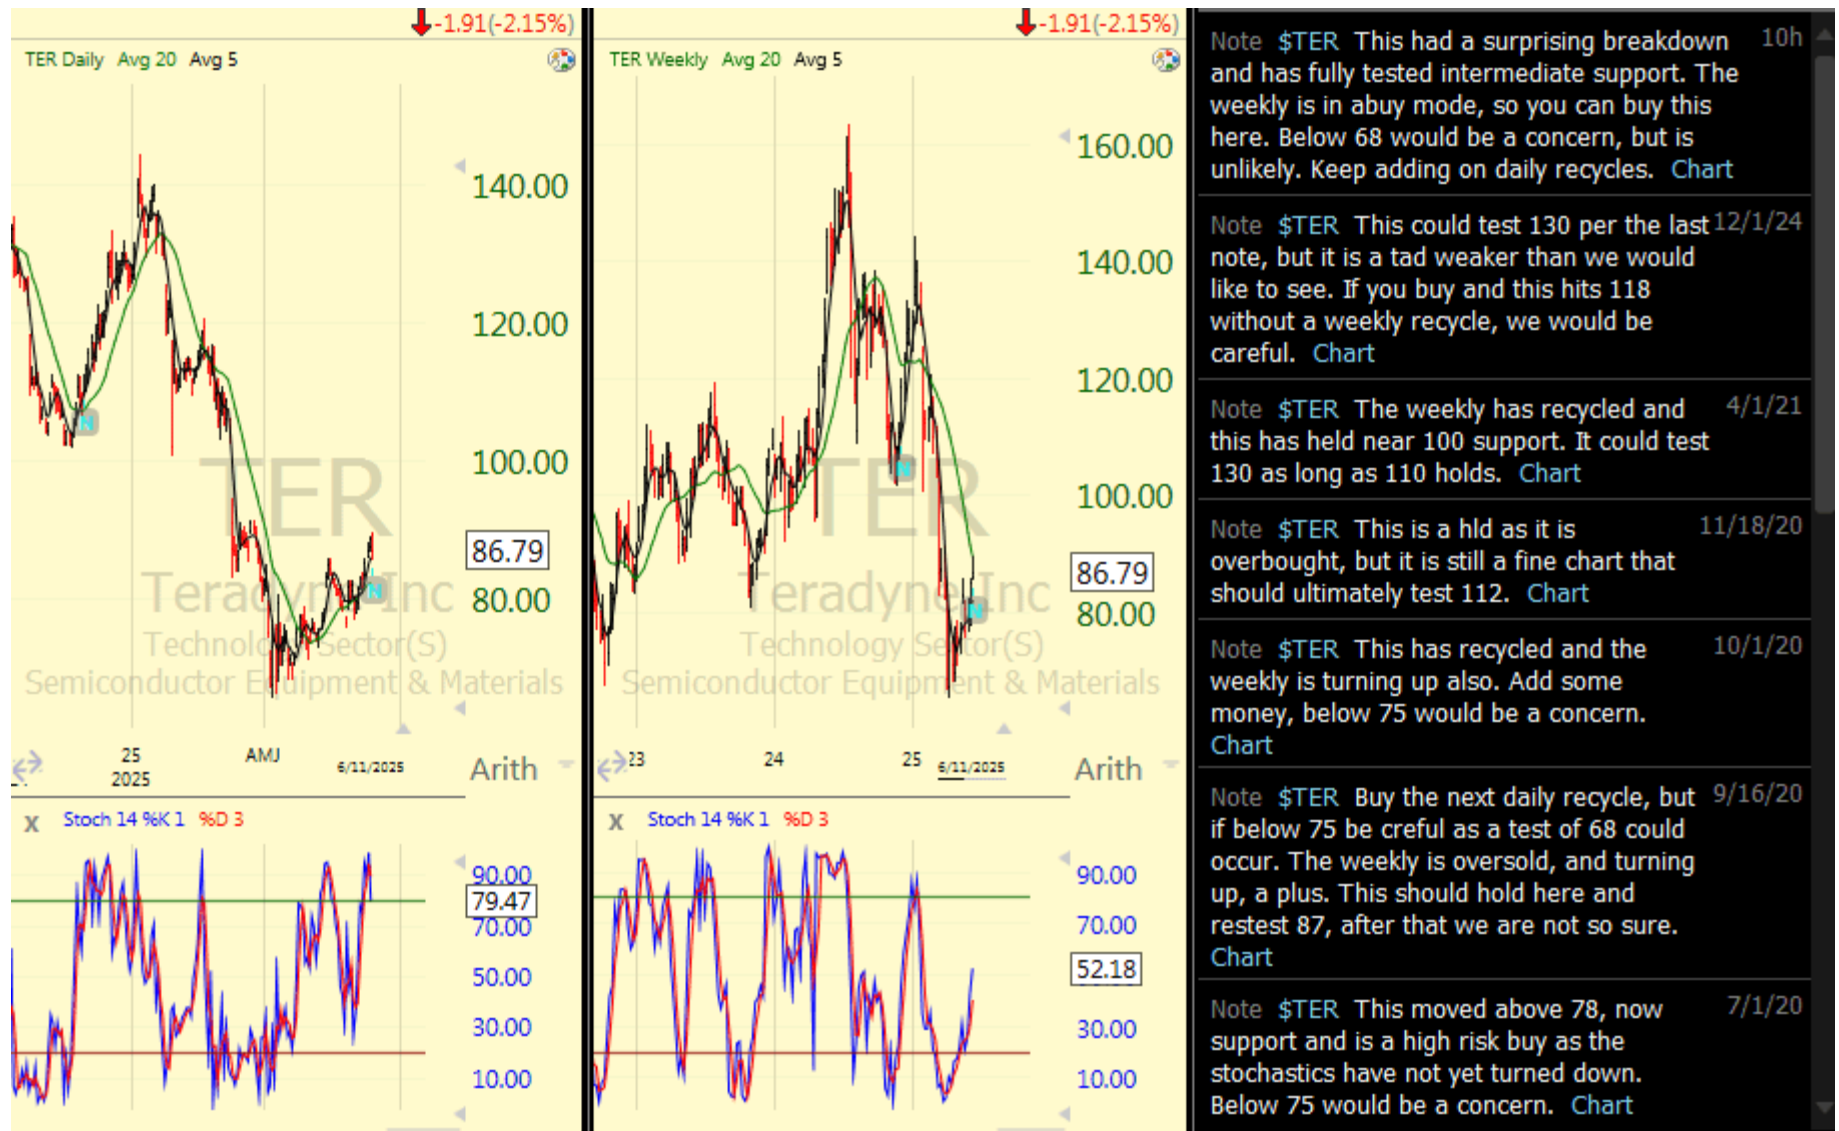 -1.91(-2.15%)
TER Daily Avg 20 Avg 5
140.00
120.00
100.00
86.79
80.00
TER
Teradyne Inc
Technology Sector(S)
Semiconductor Equipment & Materials
25
2025
AMJ
6/11/2025
Arith
X Stoch 14 %K 1 %D 3
90.00
79.47
70.00
50.00
30.00
10.00
N
N
-1.91(-2.15%)
TER Weekly Avg 20 Avg 5
160.00
140.00
120.00
100.00
86.79
80.00
TER
Teradyne Inc
Technology Sector(S)
Semiconductor Equipment & Materials
23
24
25
6/11/2025
Arith
X Stoch 14 %K 1 %D 3
90.00
70.00
52.18
30.00
10.00
N
N
Note $TER This had a surprising breakdown 10h
and has fully tested intermediate support. The
weekly is in abuy mode, so you can buy this
here. Below 68 would be a concern, but is
unlikely. Keep adding on daily recycles. Chart
Note $TER This could test 130 per the last 12/1/24
note, but it is a tad weaker than we would
like to see. If you buy and this hits 118
without a weekly recycle, we would be
careful. Chart
Note $TER The weekly has recycled and 4/1/21
this has held near 100 support. It could test
130 as long as 110 holds. Chart
Note $TER This is a hld as it is 11/18/20
overbought, but it is still a fine chart that
should ultimately test 112. Chart
Note $TER This has recycled and the 10/1/20
weekly is turning up also. Add some
money, below 75 would be a concern.
Chart
Note $TER Buy the next daily recycle, but 9/16/20
if below 75 be creful as a test of 68 could
occur. The weekly is oversold, and turning
up, a plus. This should hold here and
restest 87, after that we are not so sure.
Chart
Note $TER This moved above 78, now 7/1/20
support and is a high risk buy as the
stochastics have not yet turned down.
Below 75 would be a concern. Chart